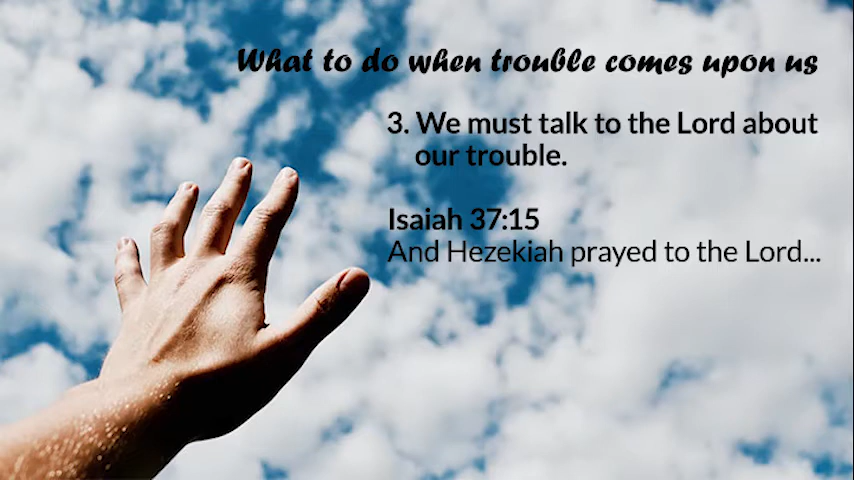 What to do when trouble comes upon us
3. We must talk to the Lord about
our trouble.
Isaiah 37:15
And Hezekiah prayed to the Lord...